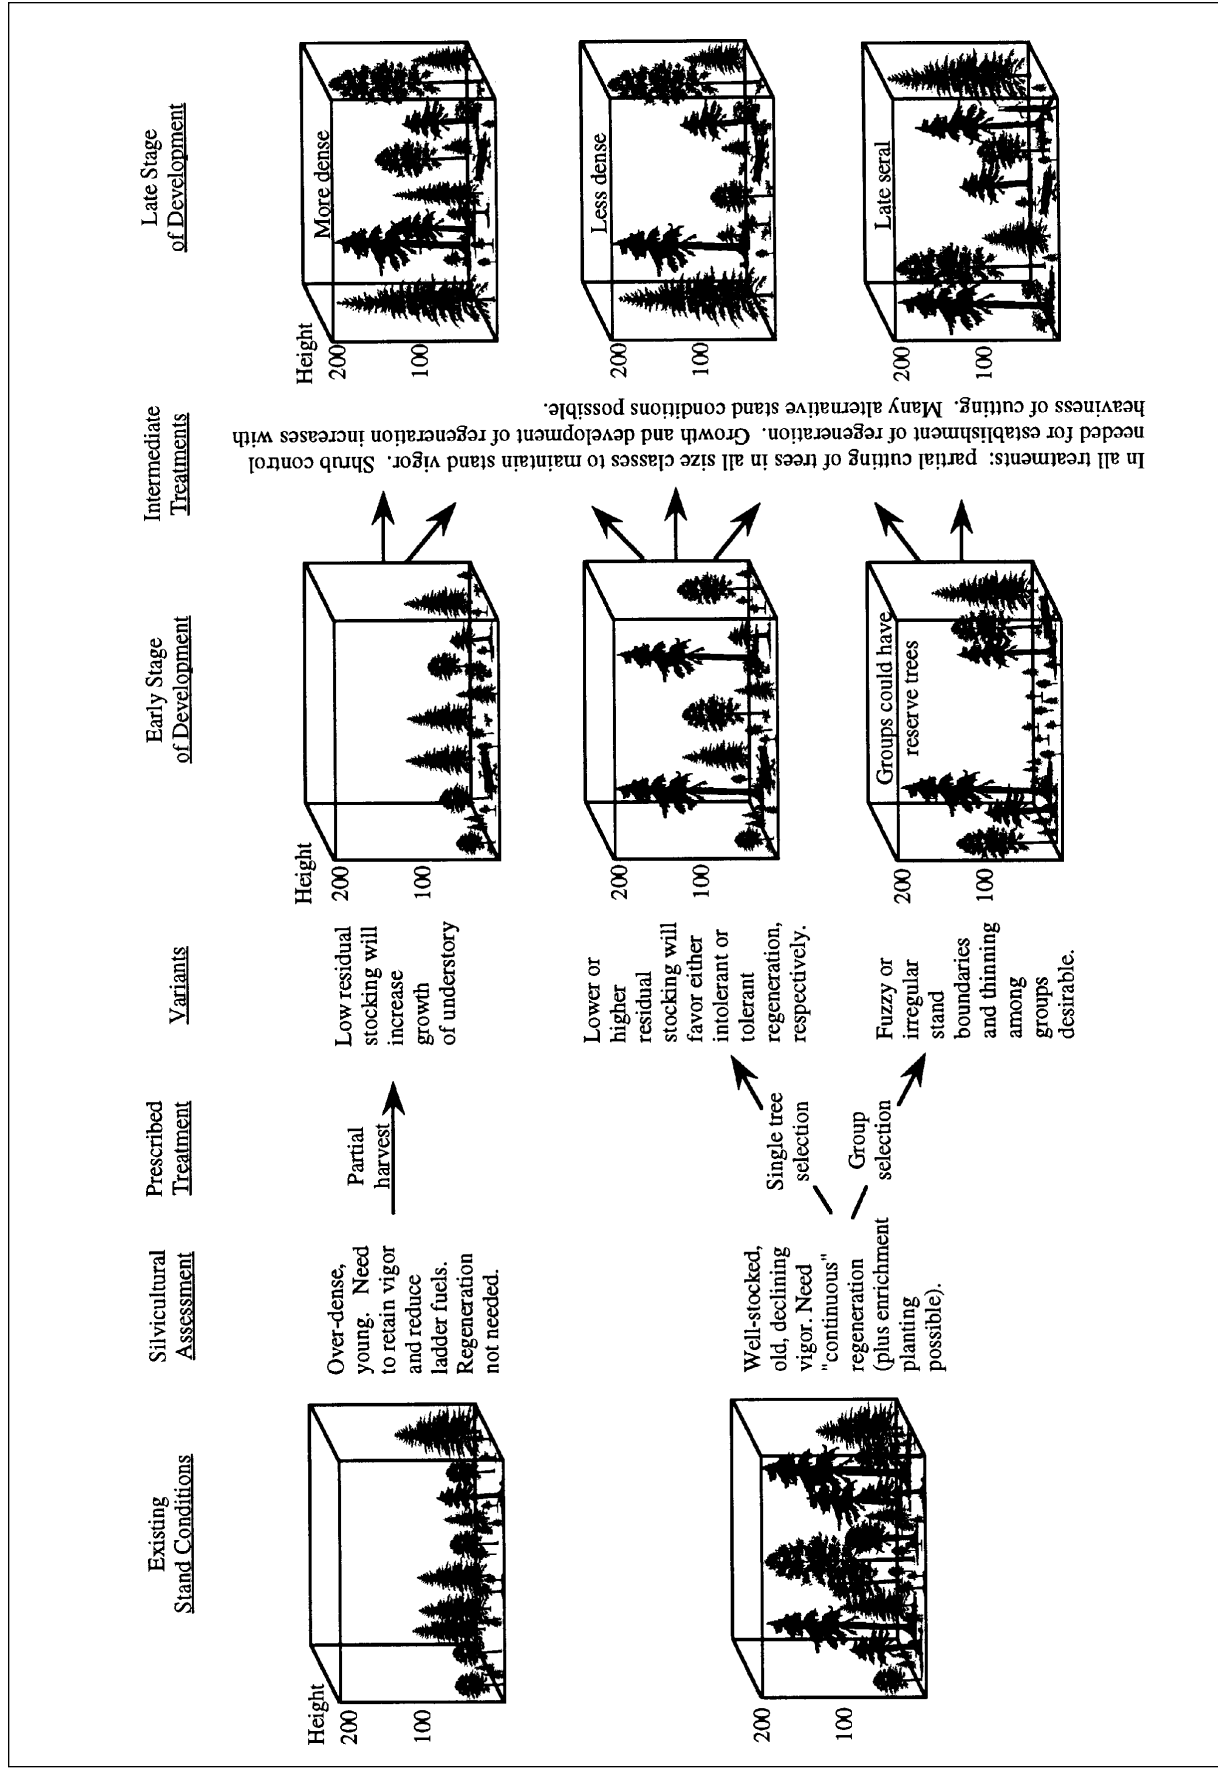 Existing
Stand Conditions
Silvicultural
Assessment
Prescribed
Treatment
Variants
Early Stage
of Development
Intermediate
Treatments
Late Stage
of Development
Height
200
100
Over-dense,
young. Need
to retain vigor
and reduce
ladder fuels.
Regeneration
not needed.
Partial
harvest
Low residual
stocking will
increase
growth
of understory
Height
200
100
In all treatments: partial cutting of trees in all size classes to maintain stand vigor. Shrub control
needed for establishment of regeneration. Growth and development of regeneration increases with
heaviness of cutting. Many alternative stand conditions possible.
Height
200
100
More dense
200
100
Well-stocked,
old, declining
vigor. Need
"continuous"
regeneration
(plus enrichment
planting
possible).
Single tree
selection
Lower or
higher
residual
stocking will
favor either
intolerant or
tolerant
regeneration,
respectively.
200
100
200
100
Less dense
Group
selection
Fuzzy or
irregular
stand
boundaries
and thinning
among
groups
desirable.
200
100
Groups could have
reserve trees
200
100
Late seral